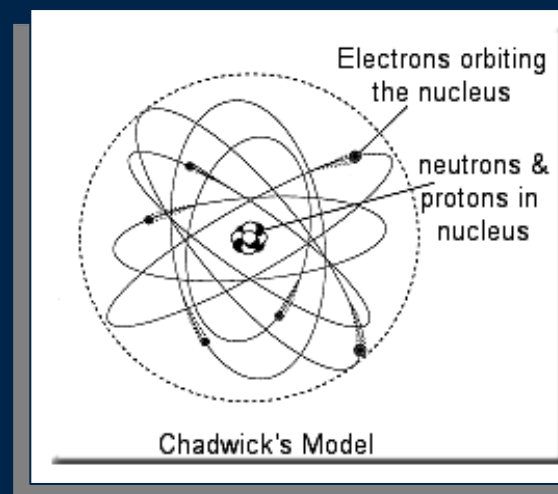 Electrons orbiting
the nucleus
neutrons &
protons in
nucleus
Chadwick's Model